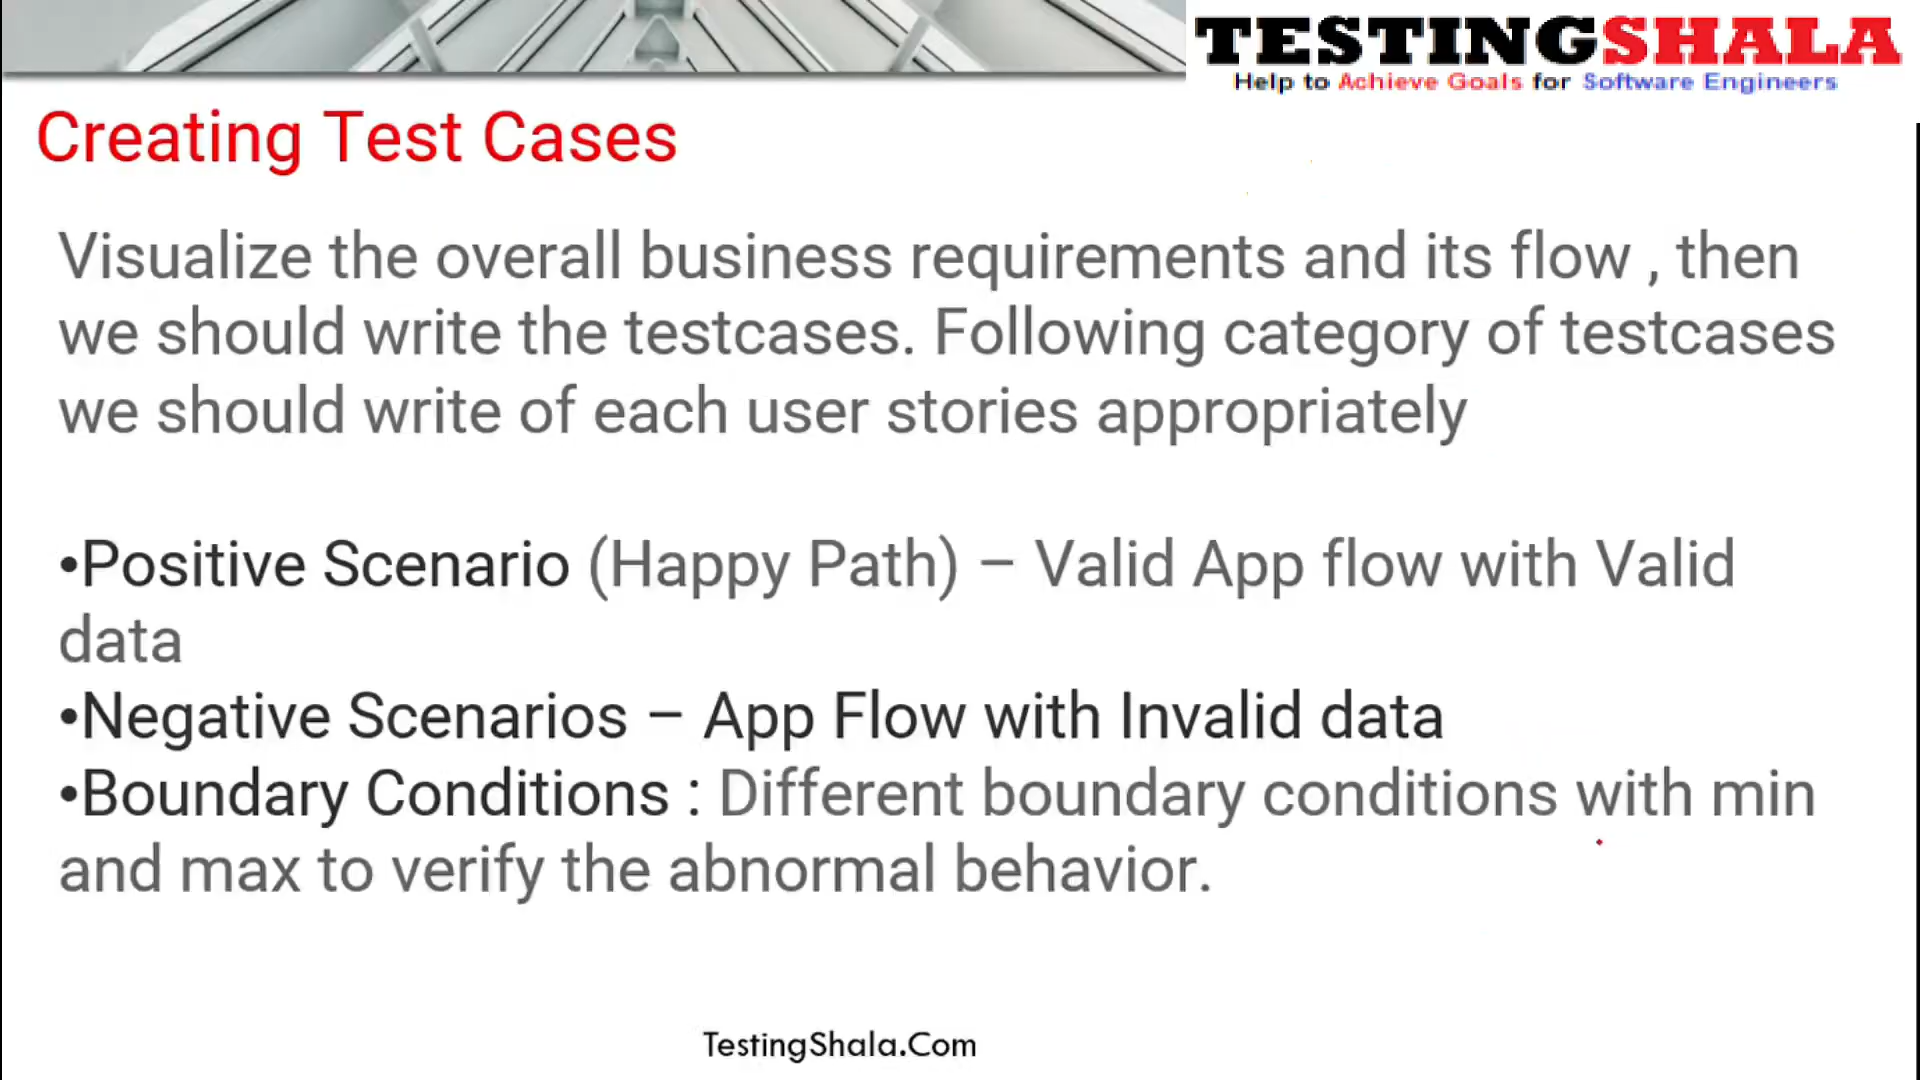 TESTINGSHALA
Help to Achieve Goals for Software Engineers
Creating Test Cases
Visualize the overall business requirements and its flow , then
we should write the testcases. Following category of testcases
we should write of each user stories appropriately
•Positive Scenario (Happy Path) – Valid App flow with Valid
data
•Negative Scenarios – App Flow with Invalid data
•Boundary Conditions : Different boundary conditions with min
and max to verify the abnormal behavior.
TestingShala.Com